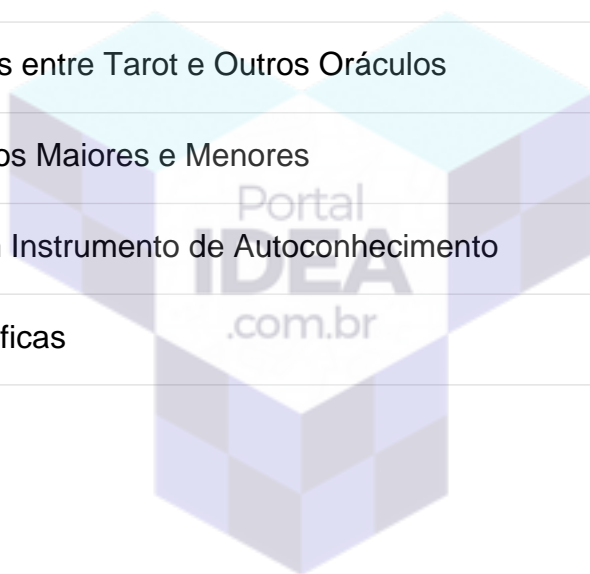 s entre Tarot e Outros Oráculos
os Maiores e Menores
Portal
Instrumento de Autoconhecimento
IDEA
.com.br
ficas